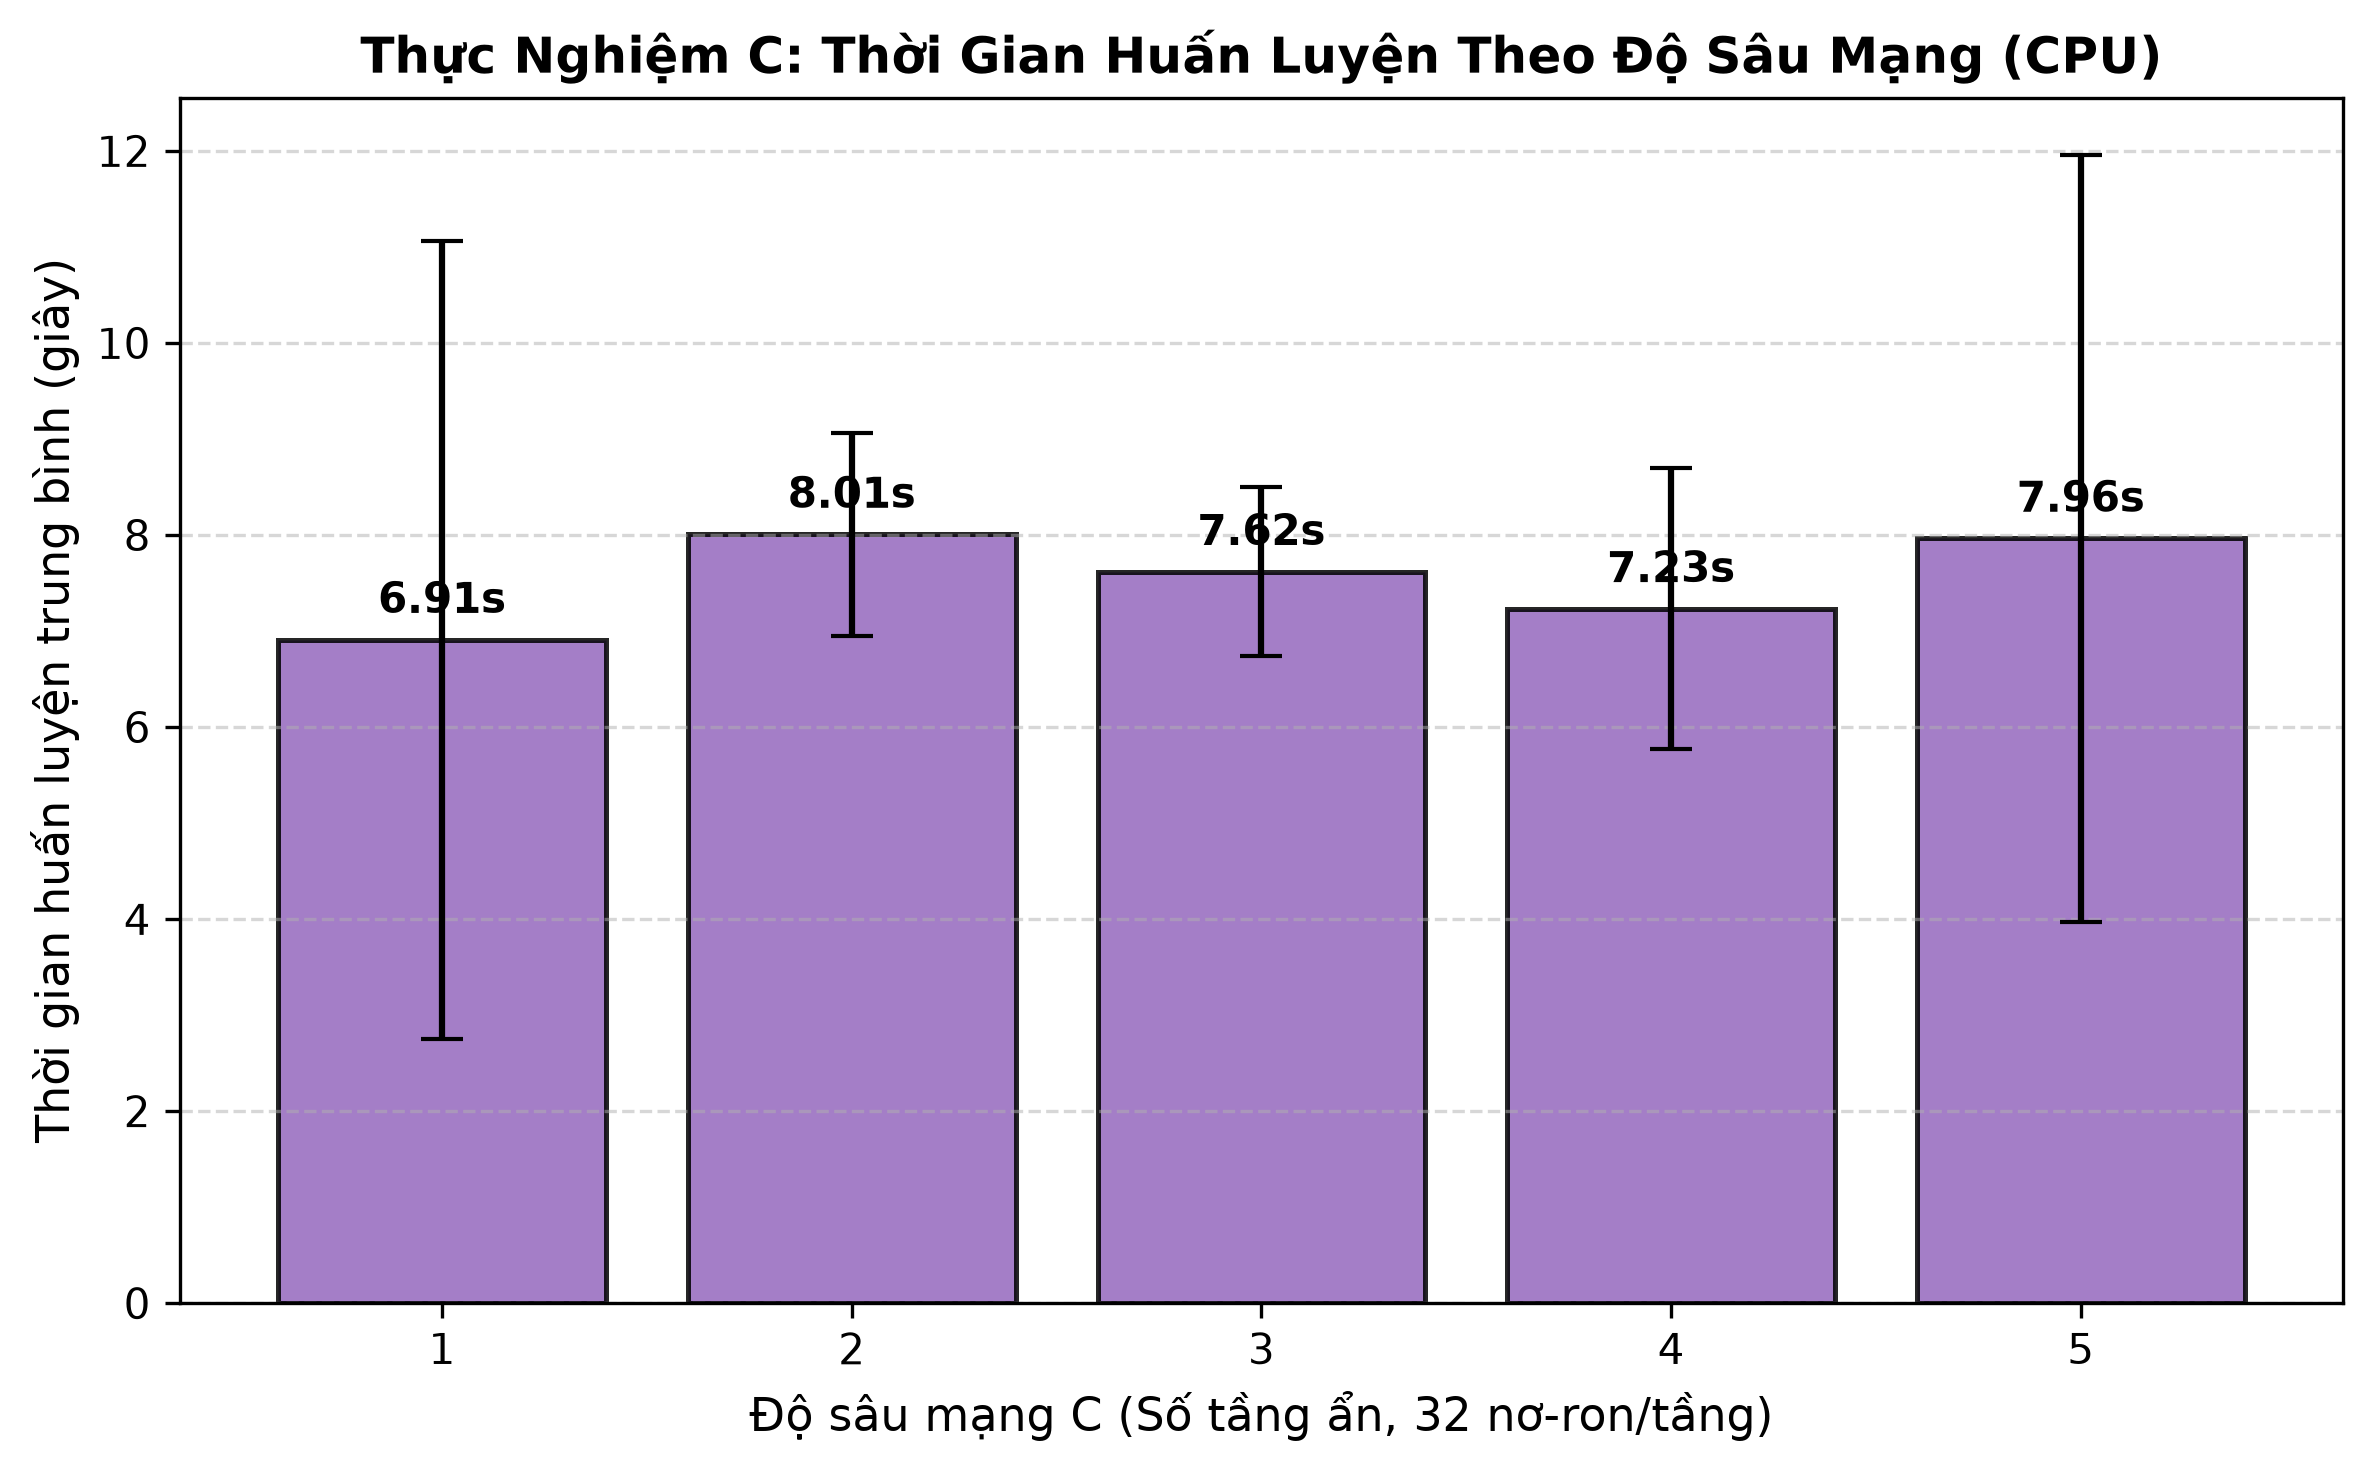 Thực Nghiệm C: Thời Gian Huấn Luyện Theo Độ Sâu Mạng (CPU)
Thời gian huấn luyện trung bình (giây)
12
10
8
6
4
2
0
6.91s
8.01s
7.62s
7.23s
7.96s
1
2
3
4
5
Độ sâu mạng C (Số tầng ẩn, 32 nơ-ron/tầng)